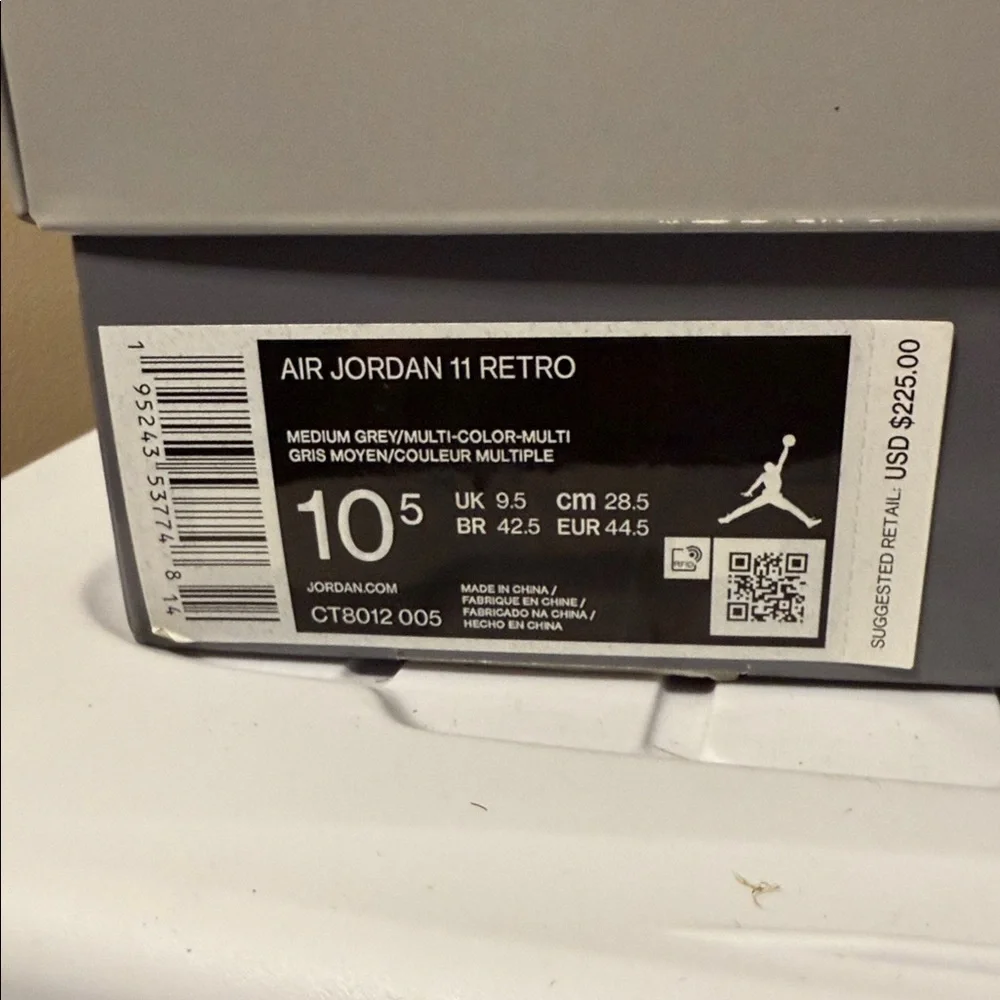 1 95243 53774 8 14
AIR JORDAN 11 RETRO
MEDIUM GREY/MULTI-COLOR-MULTI
GRIS MOYEN/COULEUR MULTIPLE
10 5
UK 9.5 cm 28.5
BR 42.5 EUR 44.5
RFID
JORDAN.COM
CT8012 005
MADE IN CHINA /
FABRIQUE EN CHINE /
FABRICADO NA CHINA /
HECHO EN CHINA
SUGGESTED RETAIL: USD $225.00